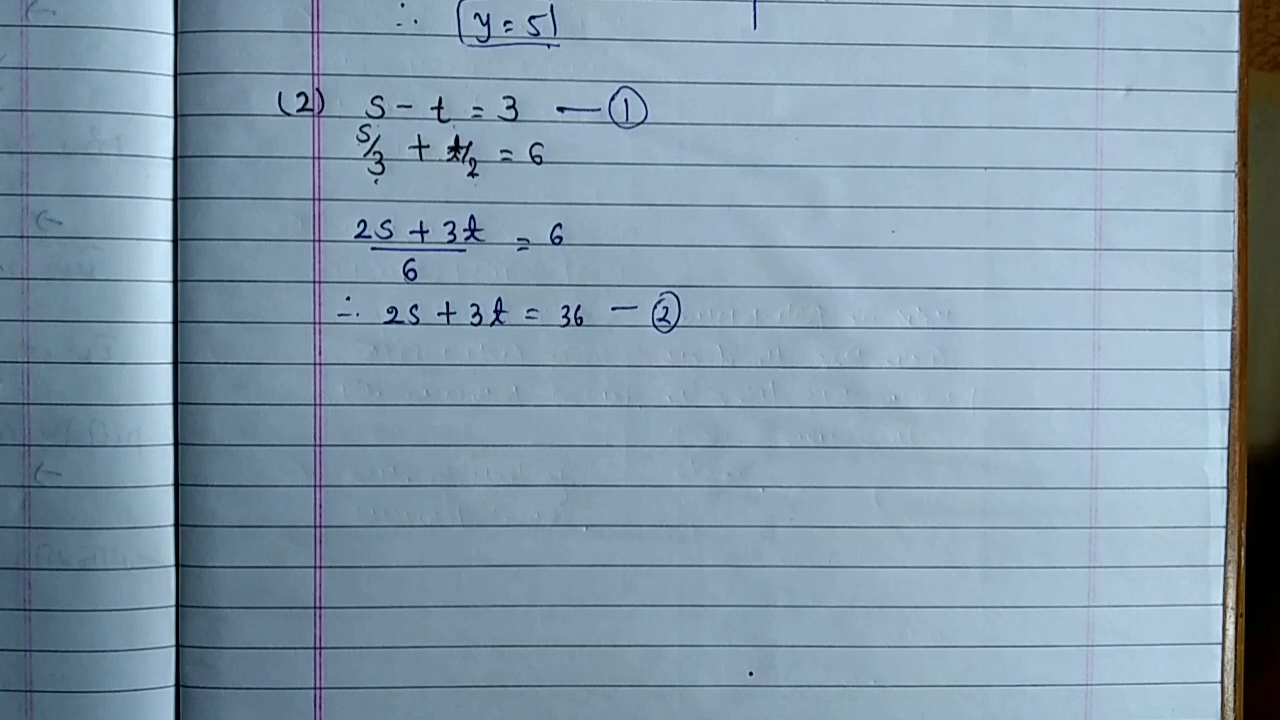 ∴ y = 5
(2) s - t = 3 — ①
s/3 + t/2 = 6
2s + 3t = 6
6
∴ 2s + 3t = 36 — ②